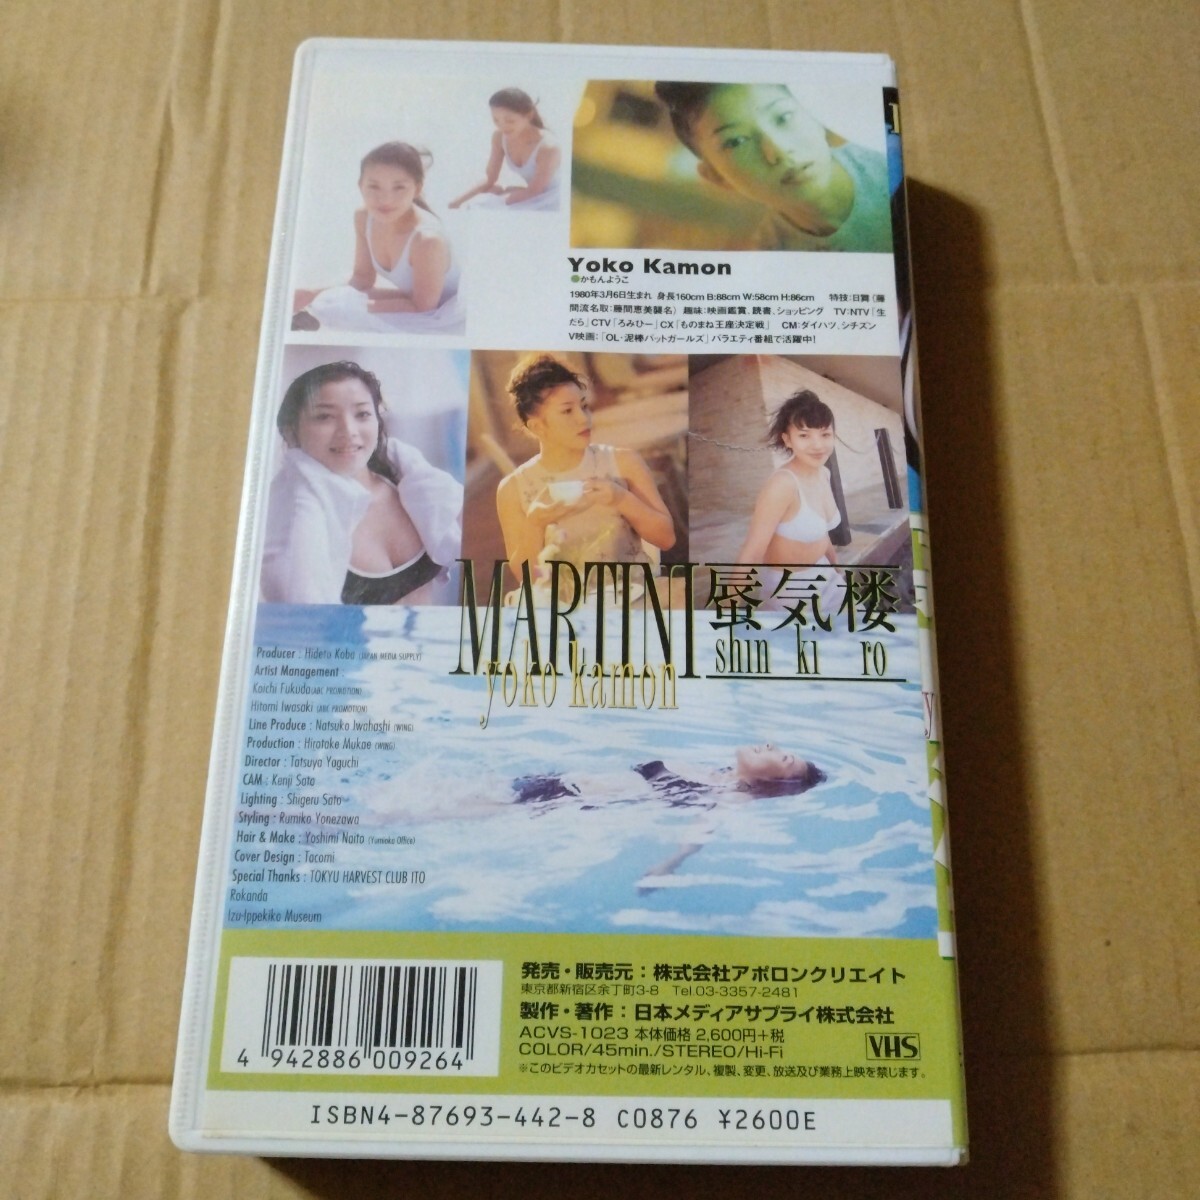 Yoko Kamon
●かもんようこ
1980年3月6日生まれ 身長160cm B:88cm W:58cm H:86cm 特技:日舞(藤
間流名取:藤間恵美襲名) 趣味:映画鑑賞、読書、ショッピング TV:NTV「生
だら」CTV「ろみひー」CX「ものまね王座決定戦」 CM:ダイハツ、シチズン
V映画:「OL・泥棒バットガールズ」バラエティ番組で活躍中!
MARTINI 蜃気楼
yoko kamon shin ki ro
Producer : Hideto Koba (JAPAN MEDIA SUPPLY)
Artist Management :
Koichi Fukuda (ABC PROMOTION)
Hitomi Iwasaki (ABC PROMOTION)
Line Produce : Natsuko Iwahashi (WING)
Production : Hirotake Mukae (WING)
Director : Tatsuya Yaguchi
CAM : Kenji Sato
Lighting : Shigeru Sato
Styling : Rumiko Yonezawa
Hair & Make : Yoshimi Naito (Yumenko Office)
Cover Design : Tacomi
Special Thanks : TOKYU HARVEST CLUB ITO
Rokanda
Izu-Ippekiko Museum
発売・販売元:株式会社アポロンクリエイト
東京都新宿区余丁町3-8 Tel.03-3357-2481
製作・著作:日本メディアサプライ株式会社
ACVS-1023 本体価格 2,600円+税
COLOR/45min./STEREO/Hi-Fi
VHS
※このビデオカセットの最新レンタル、複製、変更、放送及び業務上映を禁じます。
4 942886 009264
ISBN4-87693-442-8 C0876 ¥2600E